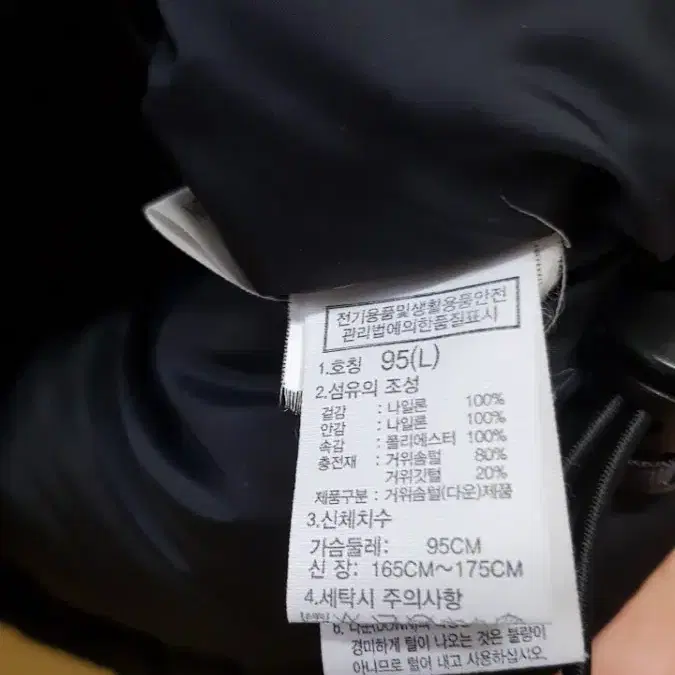 전기용품및생활용품안전
관리법에의한품질표시
1.호칭 95(L)
2.섬유의 조성
겉감 : 나일론 100%
안감 : 나일론 100%
속감 : 폴리에스터 100%
충전재 : 거위솜털 80%
거위깃털 20%
제품구분 : 거위솜털(다운)제품
3.신체치수
가슴둘레: 95CM
신 장: 165CM~175CM
4.세탁시 주의사항
경미하게 털이 나오는 것은 불량이
아니므로 털어 내고 사용하십시오.